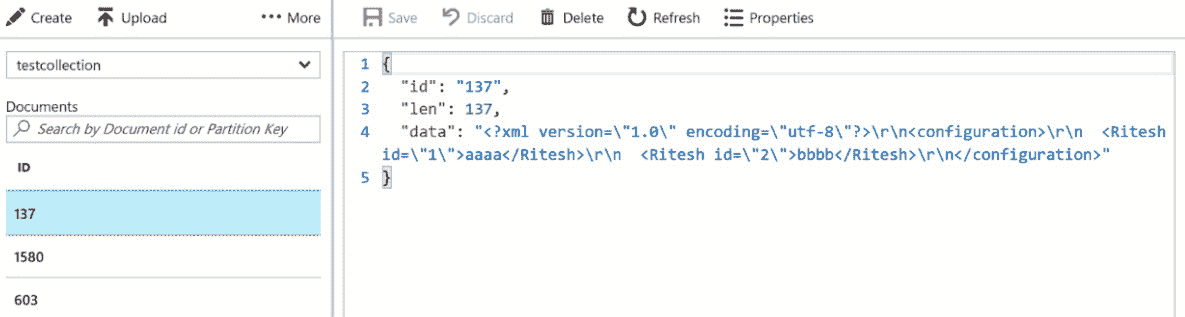 Create Upload ••• More
testcollection
Documents
Search by Document id or Partition Key
ID
137
1580
603
Save Discard Delete Refresh Properties
1 {
2 "id": "137",
3 "len": 137,
4 "data": "<?xml version=\"1.0\" encoding=\"utf-8\"?>\r\n<configuration>\r\n  <Ritesh
id=\"1\">aaaa</Ritesh>\r\n  <Ritesh id=\"2\">bbbb</Ritesh>\r\n</configuration>"
5 }